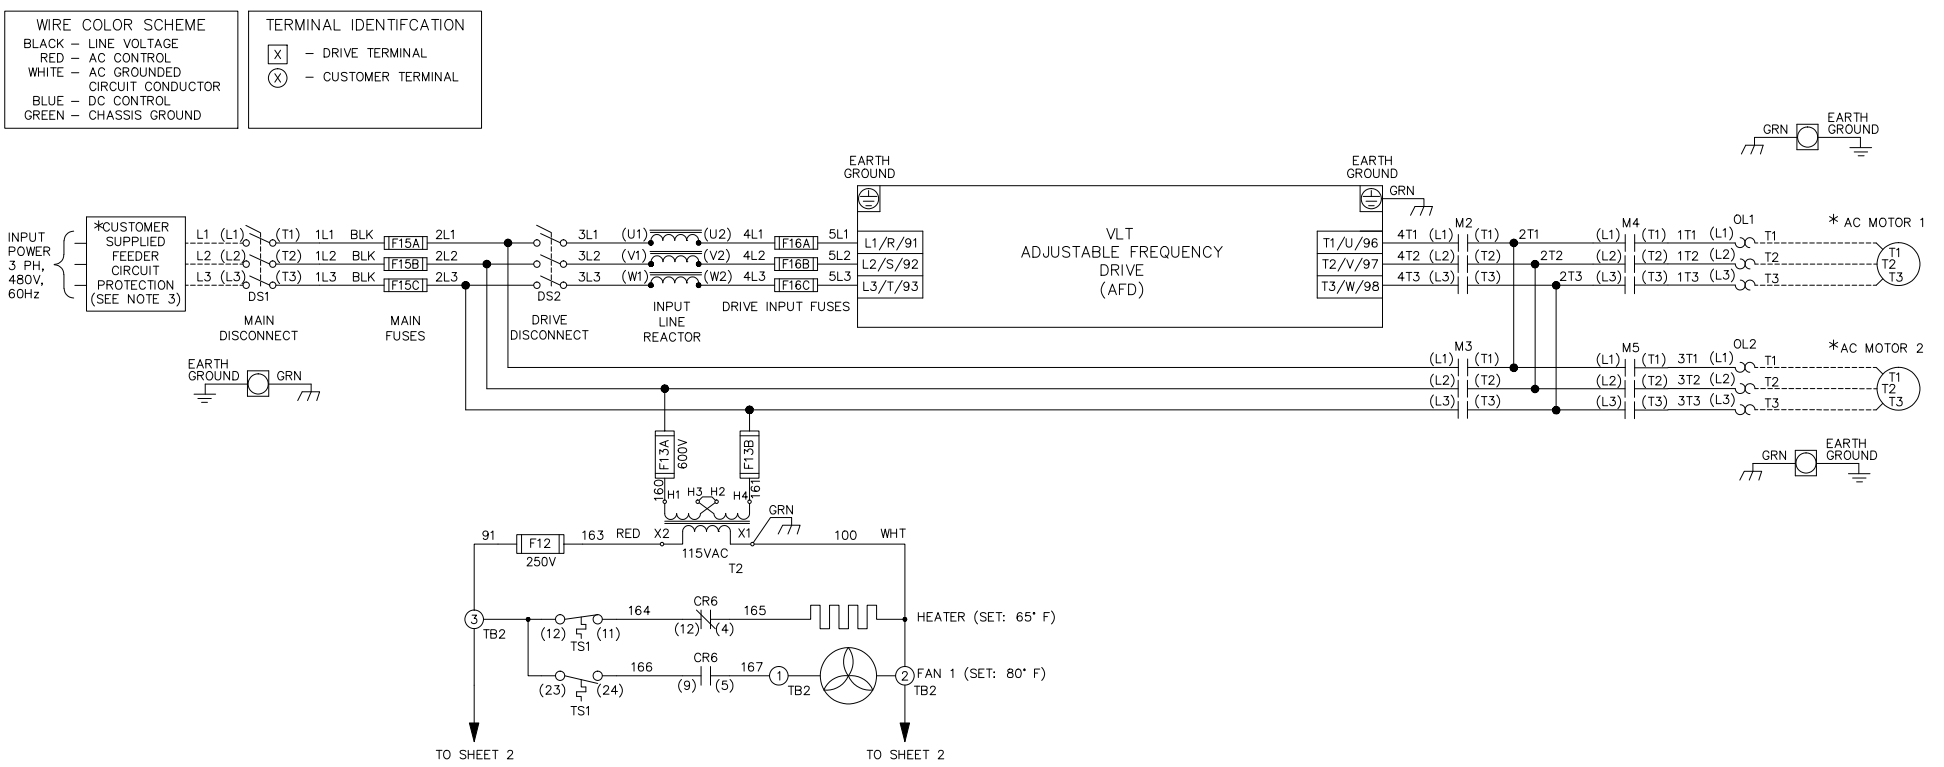 WIRE COLOR SCHEME
BLACK – LINE VOLTAGE
RED – AC CONTROL
WHITE – AC GROUNDED
CIRCUIT CONDUCTOR
BLUE – DC CONTROL
GREEN – CHASSIS GROUND
TERMINAL IDENTIFCATION
X – DRIVE TERMINAL
X – CUSTOMER TERMINAL
GRN EARTH
GROUND
EARTH
GROUND
EARTH
GROUND
GRN
INPUT
POWER
3 PH,
480V,
60Hz
*CUSTOMER
SUPPLIED
FEEDER
CIRCUIT
PROTECTION
(SEE NOTE 3)
L1 (L1) (T1) 1L1 BLK F15A 2L1 3L1 (U1) (U2) 4L1 F16A 5L1 L1/R/91
L2 (L2) (T2) 1L2 BLK F15B 2L2 3L2 (V1) (V2) 4L2 F16B 5L2 L2/S/92
L3 (L3) (T3) 1L3 BLK F15C 2L3 3L3 (W1) (W2) 4L3 F16C 5L3 L3/T/93
DS1
DS2
MAIN
DISCONNECT
MAIN
FUSES
DRIVE
DISCONNECT
INPUT
LINE
REACTOR
DRIVE INPUT FUSES
VLT
ADJUSTABLE FREQUENCY
DRIVE
(AFD)
M2 M4 OL1 * AC MOTOR 1
T1/U/96 4T1 (L1) (T1) 2T1 (L1) (T1) 1T1 (L1) T1
T2/V/97 4T2 (L2) (T2) 2T2 (L2) (T2) 1T2 (L2) T2
T3/W/98 4T3 (L3) (T3) 2T3 (L3) (T3) 1T3 (L3) T3
T1
T2
T3
EARTH
GROUND GRN
M3 M5 OL2 *AC MOTOR 2
(L1) (T1) (L1) (T1) 3T1 (L1) T1
(L2) (T2) (L2) (T2) 3T2 (L2) T2
(L3) (T3) (L3) (T3) 3T3 (L3) T3
T1
T2
T3
GRN EARTH
GROUND
F13A
600V
F13B
160
161
H1 H3 H2 H4
GRN
91 F12 163 RED X2 X1 100 WHT
250V
115VAC
T2
3
TB2
(12) (11)
TS1
164
CR6
(12) (4)
165
HEATER (SET: 65° F)
(23) (24)
TS1
166
CR6
(9) (5)
167
1
TB2
2
TB2
FAN 1 (SET: 80° F)
TO SHEET 2
TO SHEET 2